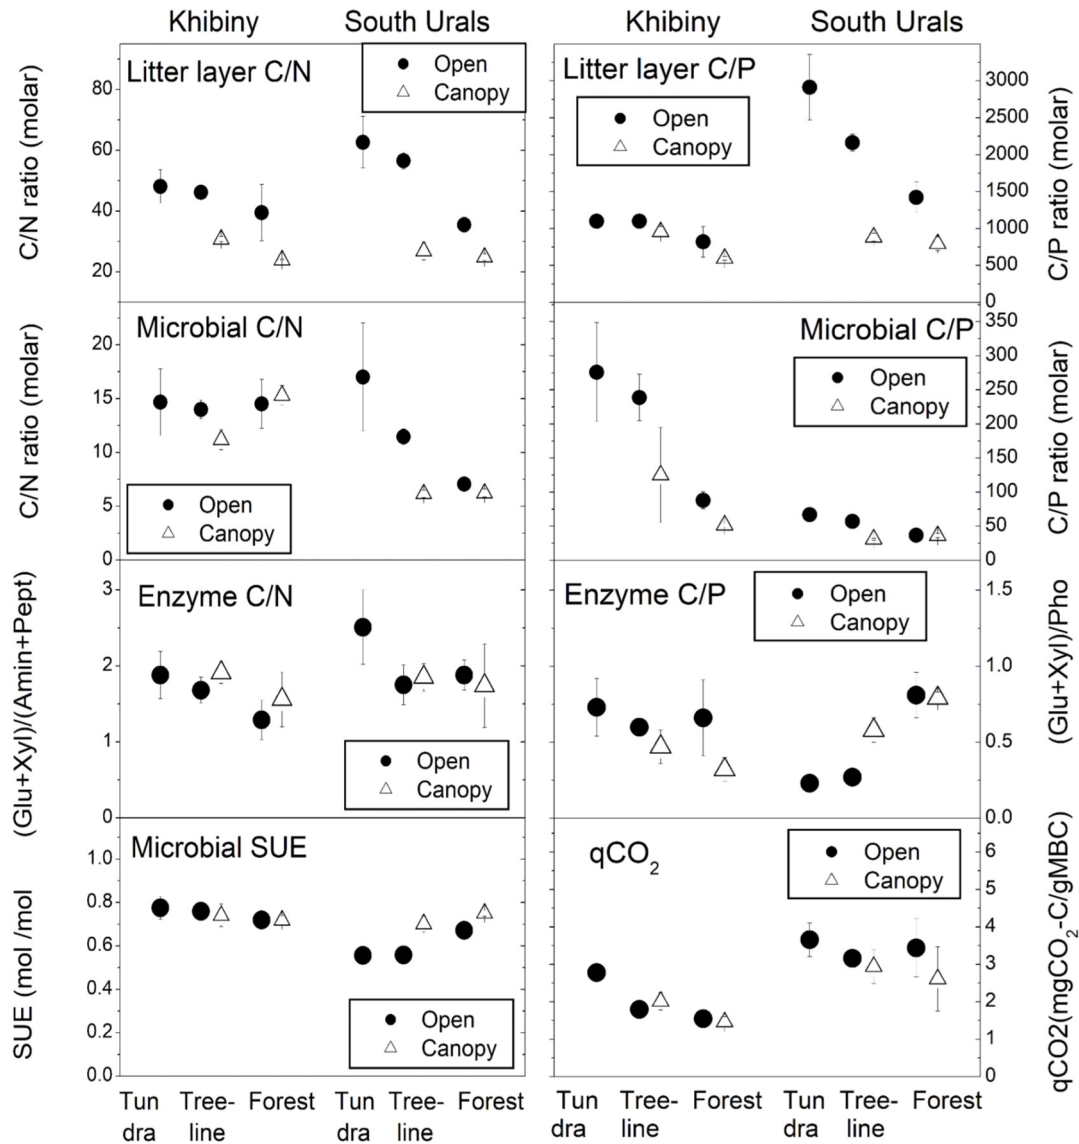 Khibiny South Urals Khibiny South Urals
Litter layer C/N
Open
Canopy
80
60
40
20
C/N ratio (molar)
Litter layer C/P
Open
Canopy
3000
2500
2000
1500
1000
500
0
C/P ratio (molar)
Microbial C/N
20
15
10
5
0
C/N ratio (molar)
Open
Canopy
Microbial C/P
Open
Canopy
350
300
250
200
150
100
50
0
C/P ratio (molar)
Enzyme C/N
3
2
1
0
(Glu+Xyl)/(Amin+Pept)
Open
Canopy
Enzyme C/P
Open
Canopy
1.5
1.0
0.5
0.0
(Glu+Xyl)/Pho
Microbial SUE
1.0
0.8
0.6
0.4
0.2
0.0
SUE (mol /mol
Open
Canopy
qCO2
Open
Canopy
6
5
4
3
2
1
0
qCO2(mgCO2-C/gMBC)
Tun Tree- Forest Tun Tree- Forest Tun Tree- Forest Tun Tree- Forest
dra line dra line dra line dra line